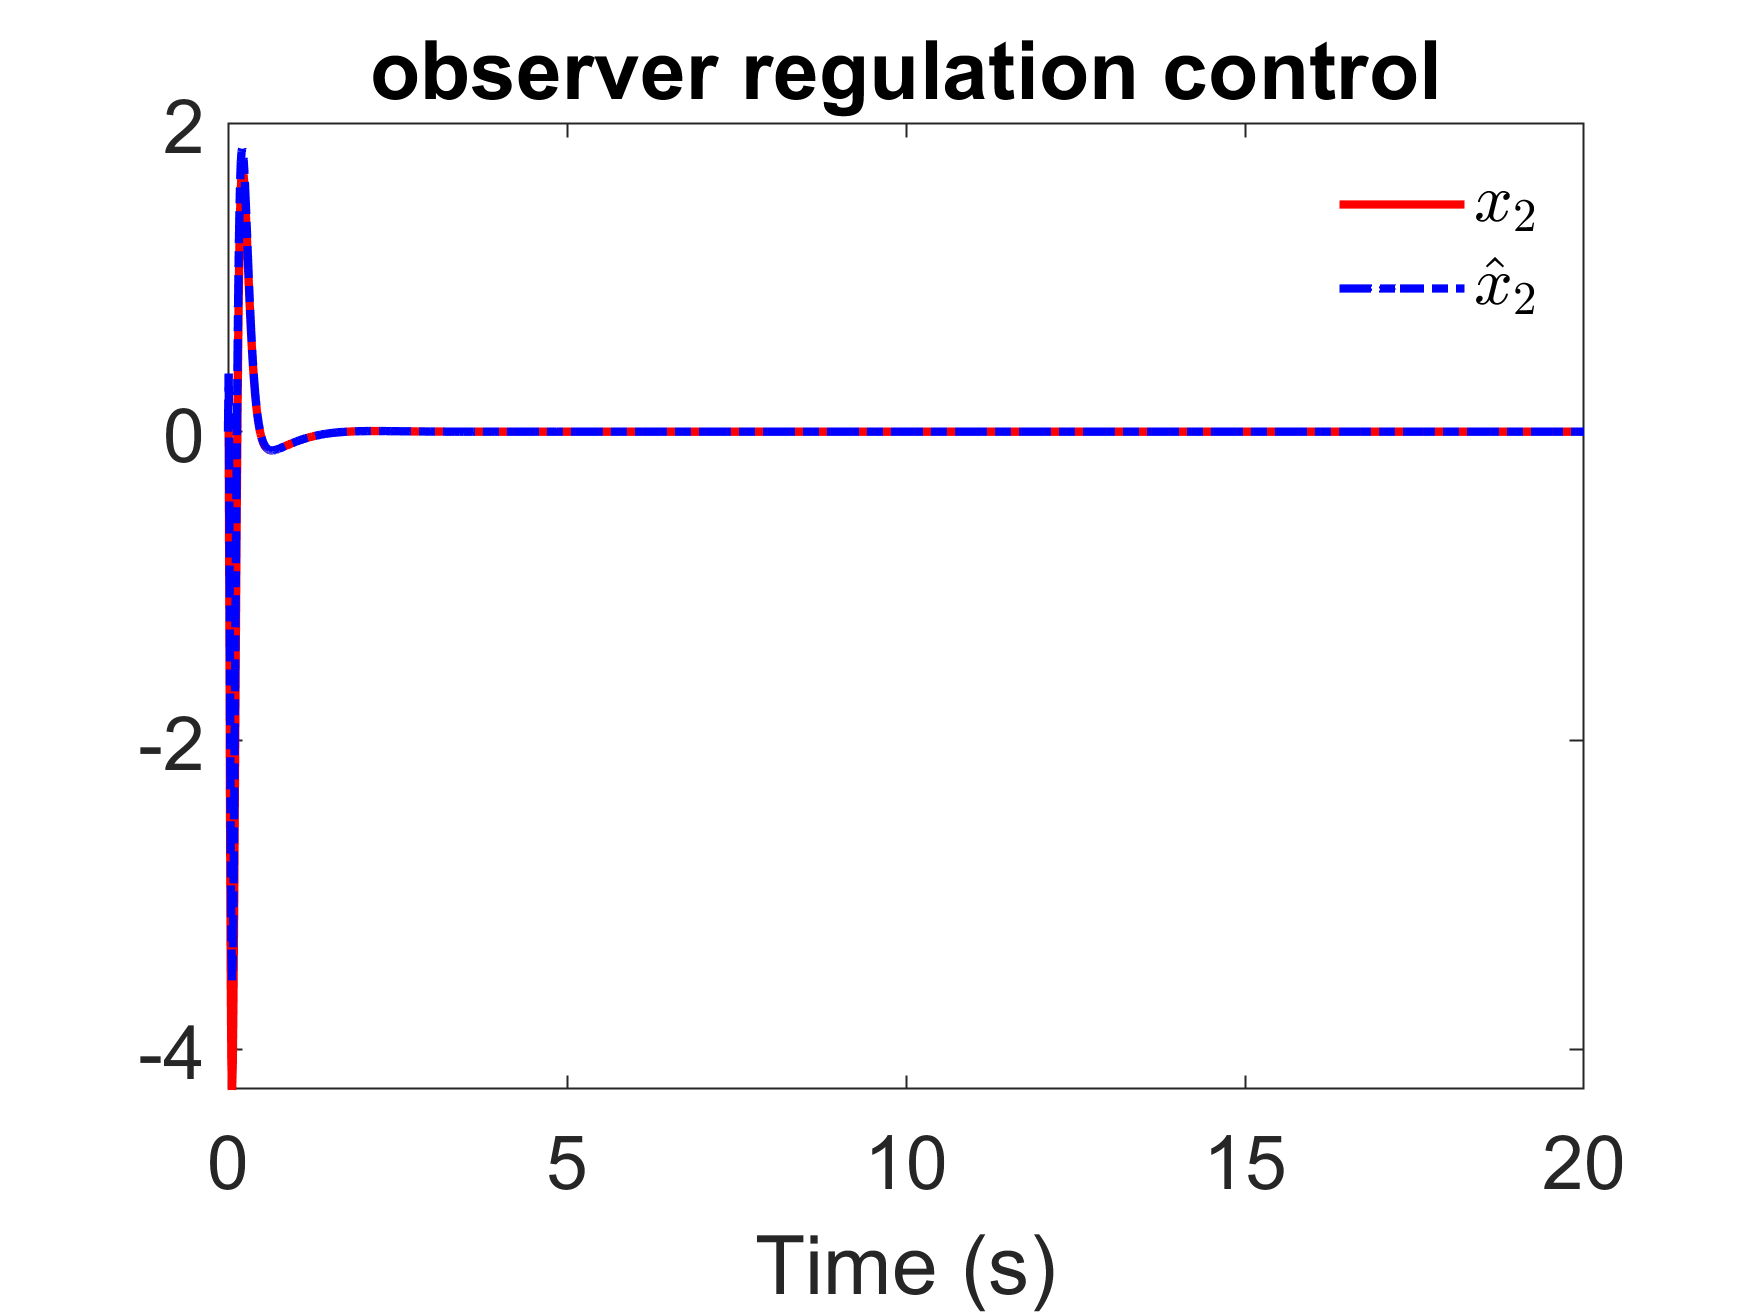 observer regulation control
2
0
-2
-4
x₂
x̂₂
0 5 10 15 20
Time (s)